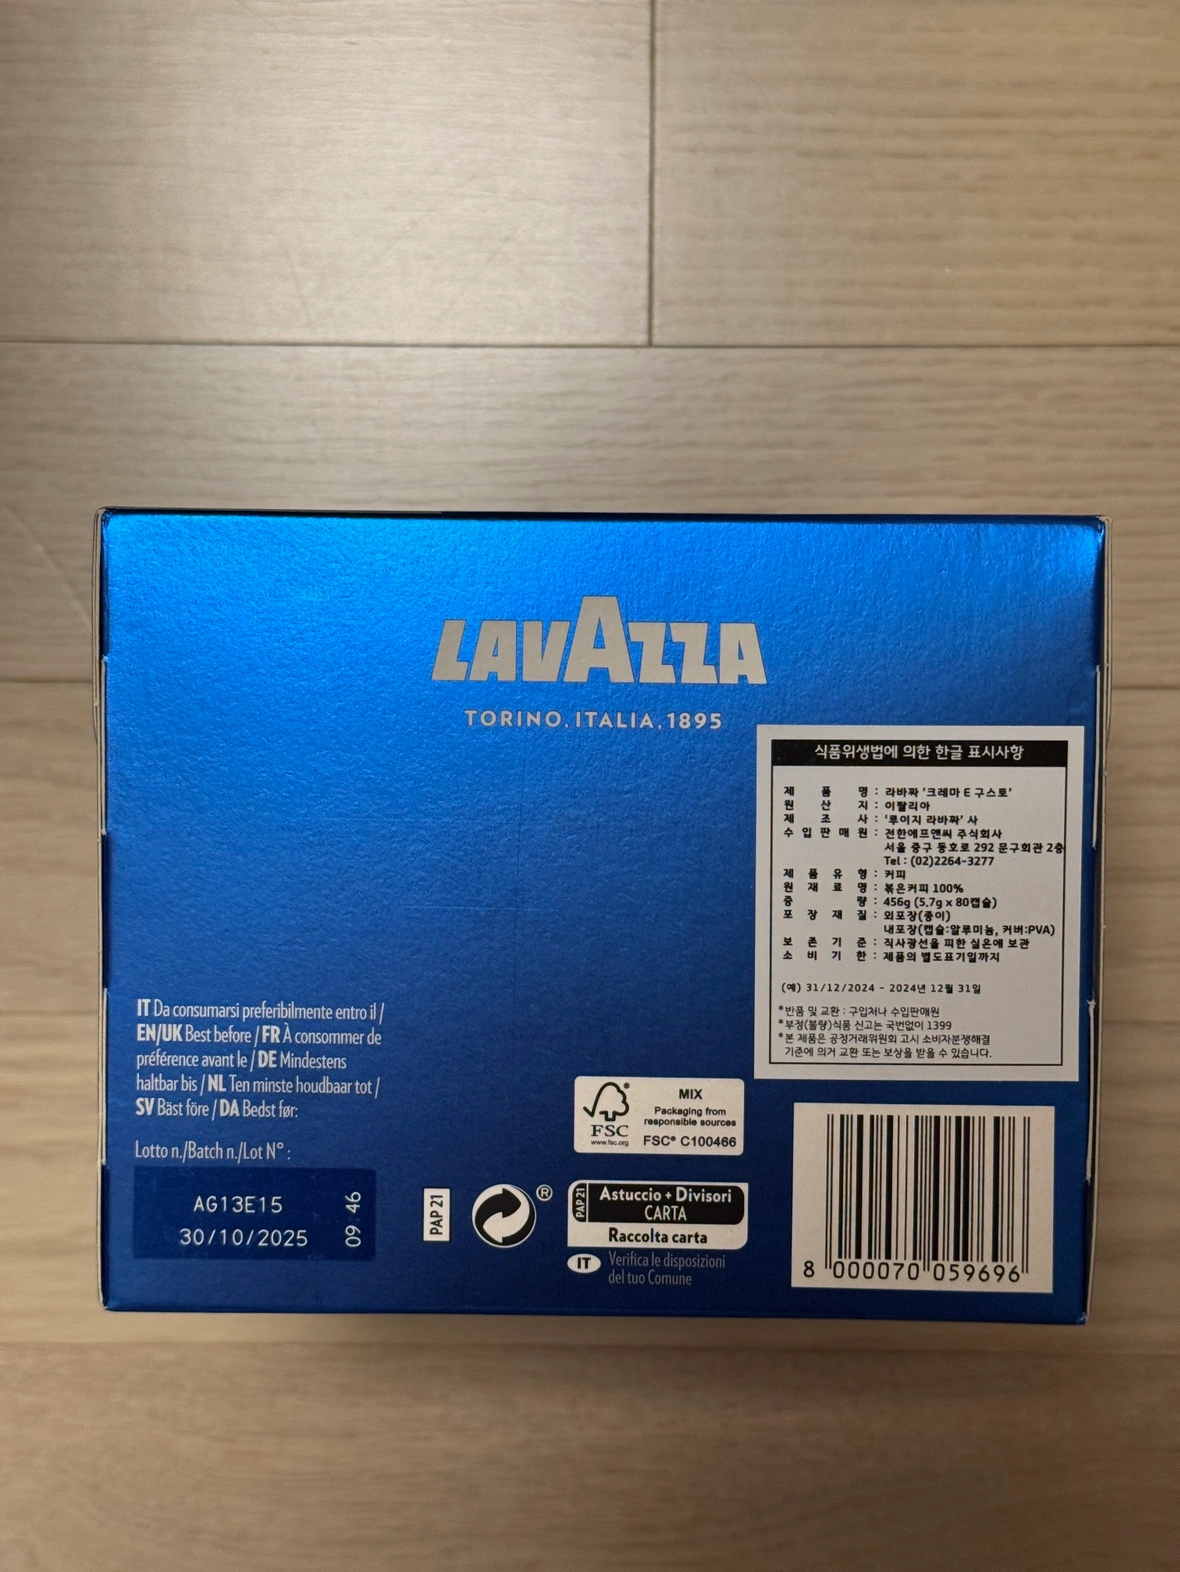 LAVAZZA
TORINO, ITALIA, 1895
식품위생법에 의한 한글 표시사항
제 품 명 : 라바짜 '크레마 E 구스토'
원 산 지 : 이탈리아
제 조 사 : '루이지 라바짜' 사
수 입 판 매 원 : 전한에프앤씨 주식회사
서울 중구 동호로 292 문구회관 2층
Tel : (02)2264-3277
제 품 유 형 : 커피
원 재 료 명 : 볶은커피 100%
중 량 : 456g (5.7g x 80캡슐)
포 장 재 질 : 외포장(종이)
내포장(캡슐:알루미늄, 커버:PVA)
보 존 기 준 : 직사광선을 피한 실온에 보관
소 비 기 한 : 제품의 별도표기일까지
(예) 31/12/2024 - 2024년 12월 31일
*반품 및 교환 : 구입처나 수입판매원
*부정(불량)식품 신고는 국번없이 1399
*본 제품은 공정거래위원회 고시 소비자분쟁해결
기준에 의거 교환 또는 보상을 받을 수 있습니다.
IT Da consumarsi preferibilmente entro il /
EN/UK Best before / FR À consommer de
préférence avant le / DE Mindestens
haltbar bis / NL Ten minste houdbaar tot /
SV Bäst före / DA Bedst før:
Lotto n./Batch n./Lot N° :
AG13E15
30/10/2025
09 46
PAP 21
®
FSC®
www.fsc.org
MIX
Packaging from
responsible sources
FSC® C100466
PAP 21
Astuccio + Divisori
CARTA
Raccolta carta
IT Verifica le disposizioni
del tuo Comune
8 000070 059696